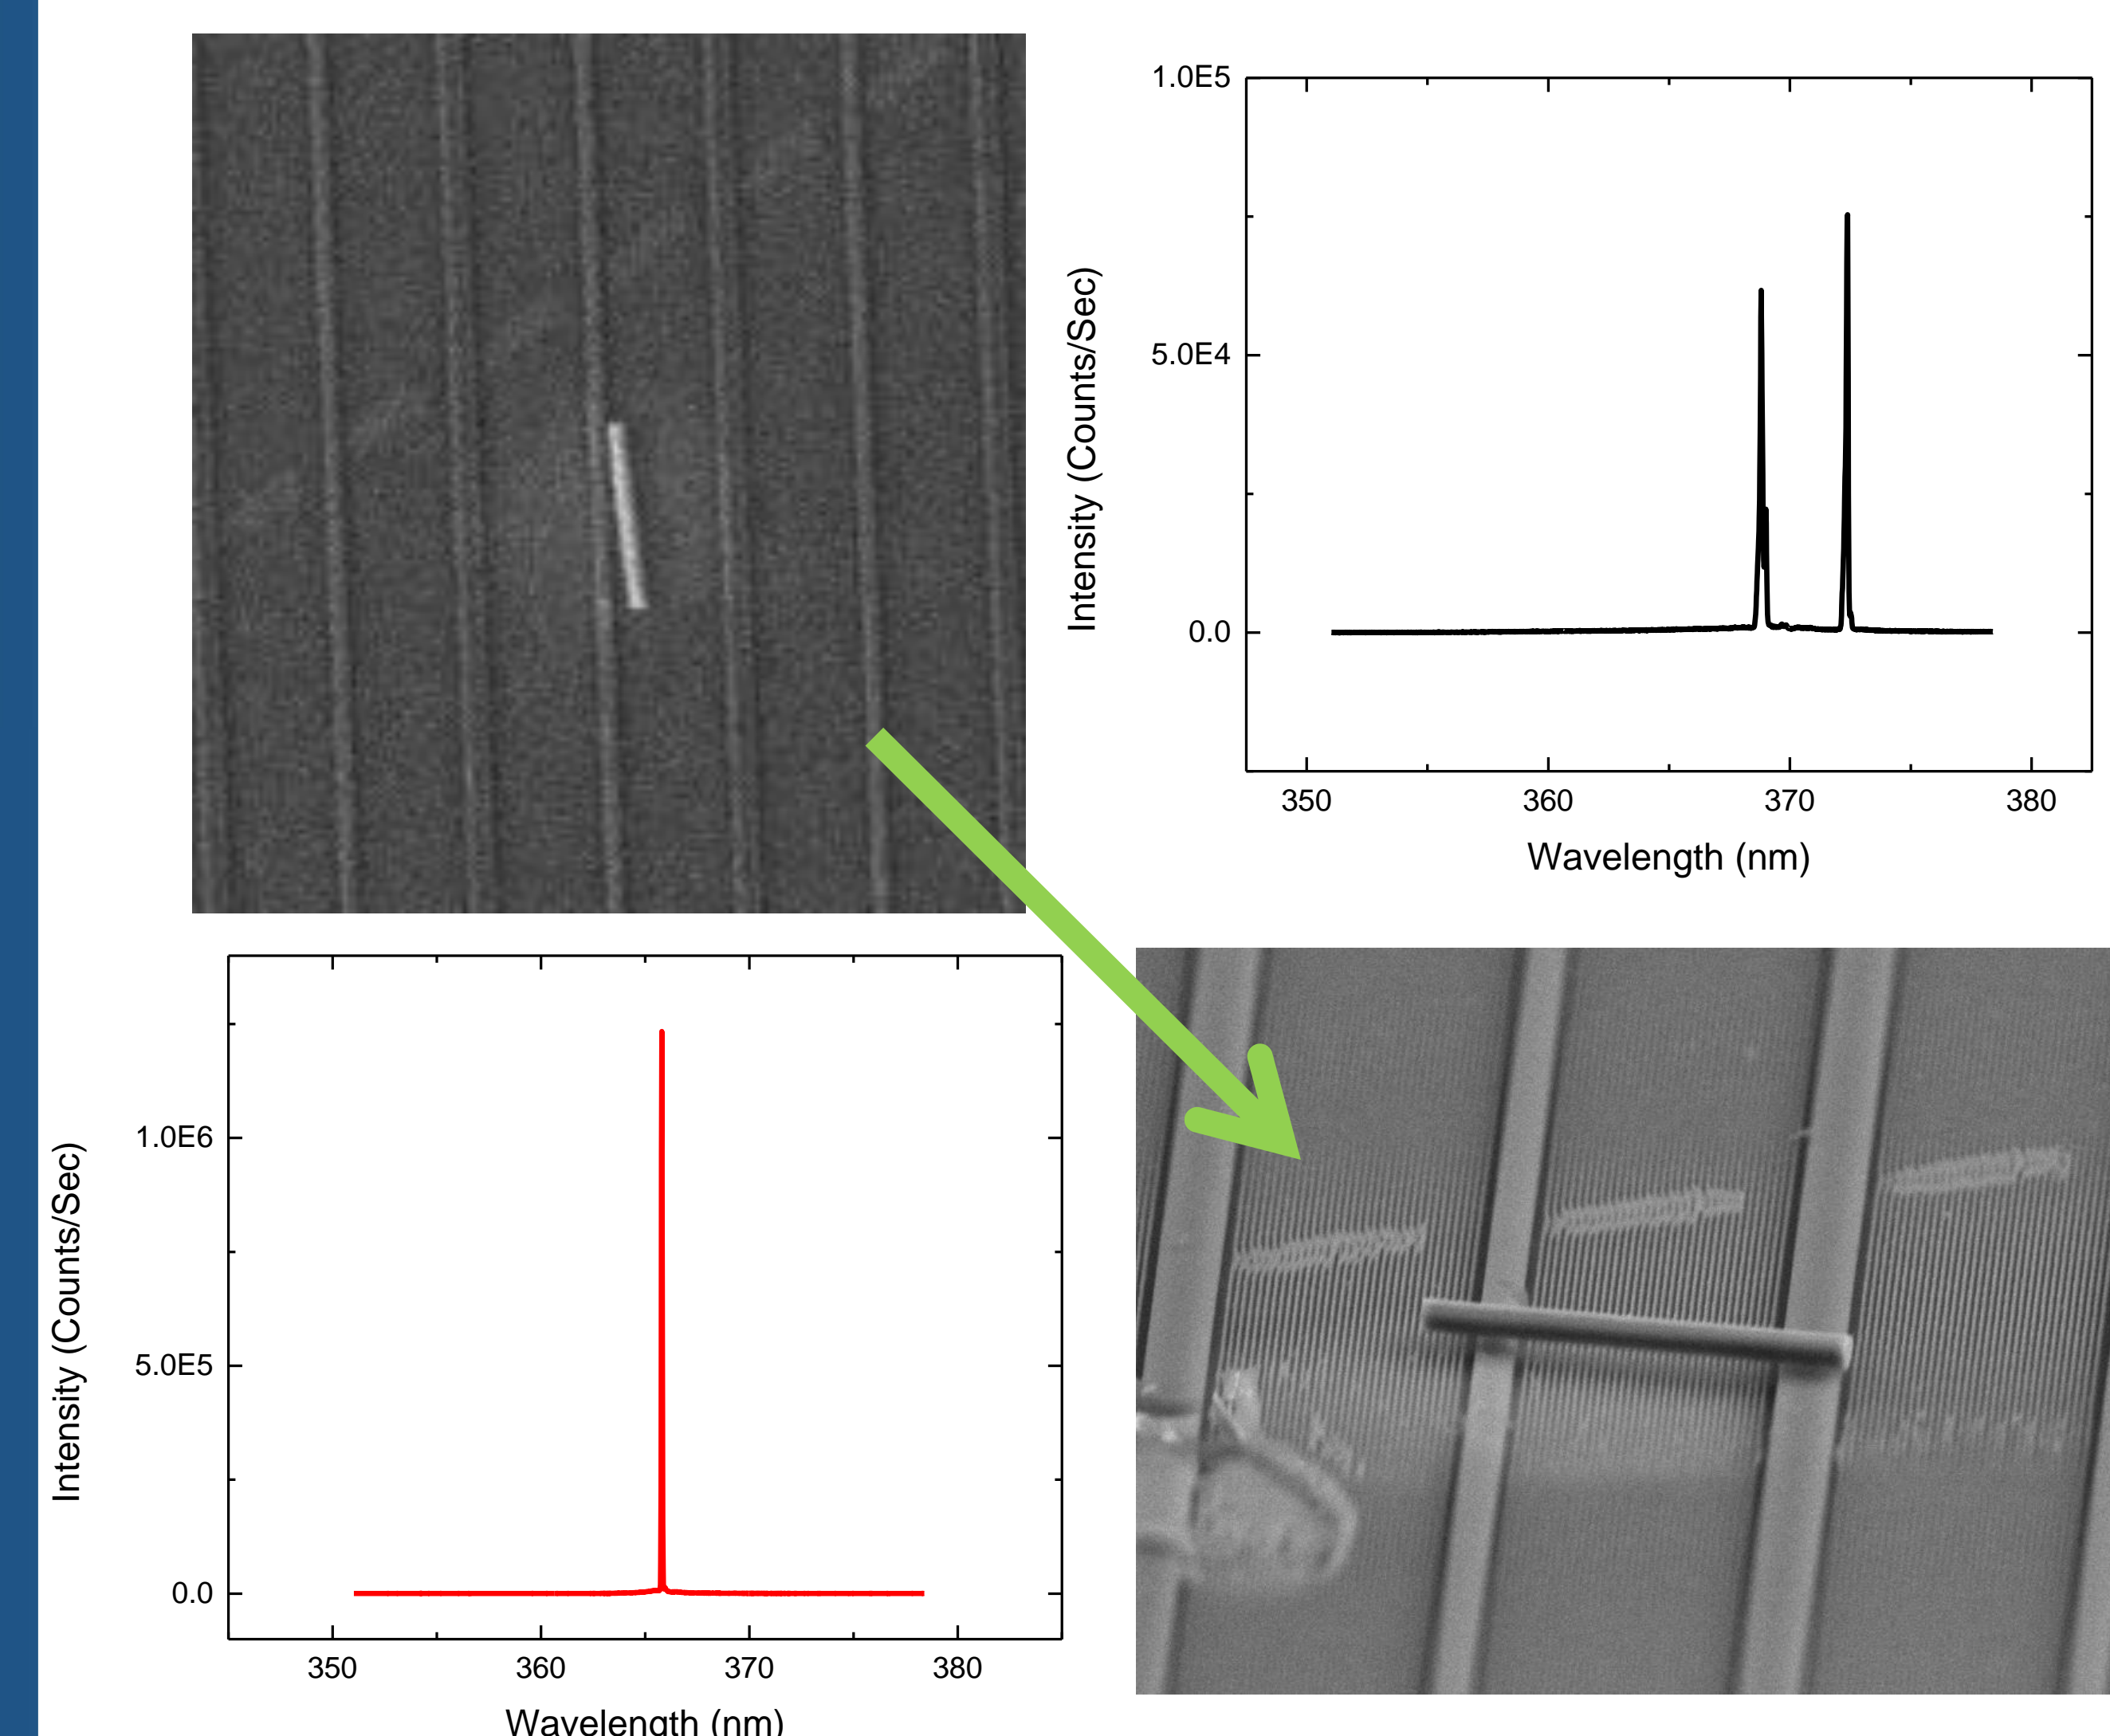 1.0E5
5.0E4
0.0
Intensity (Counts/Sec)
350 360 370 380
Wavelength (nm)
1.0E6
5.0E5
0.0
Intensity (Counts/Sec)
350 360 370 380
Wavelength (nm)